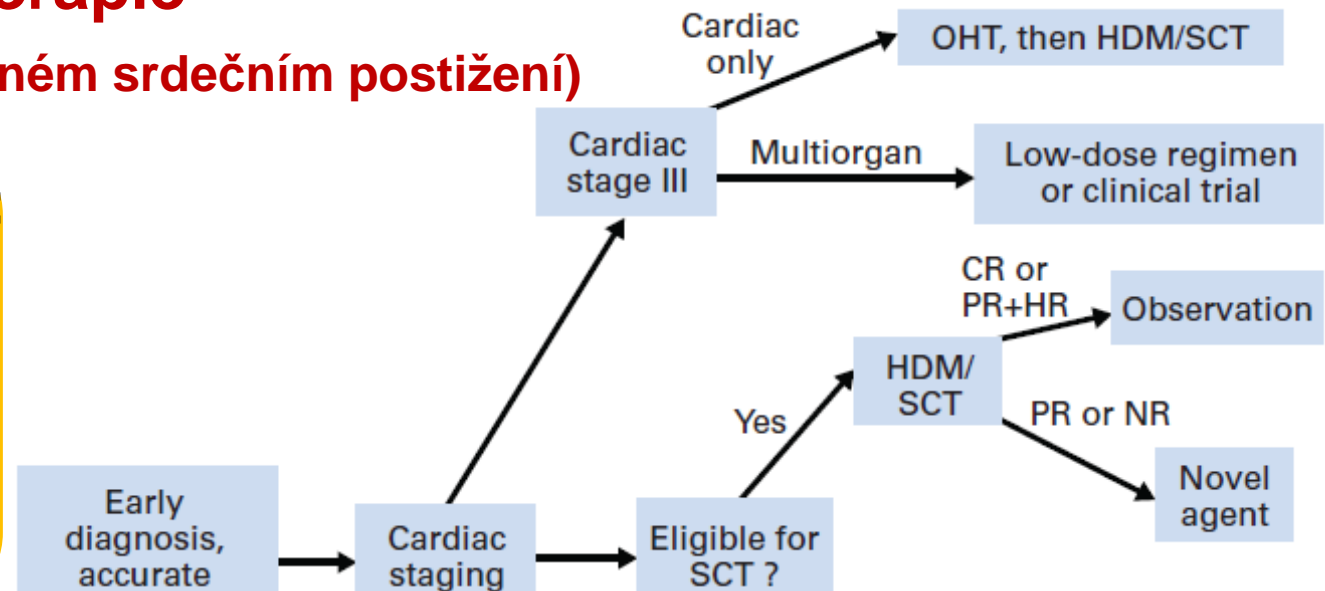 ném srdečním postižení)
Cardiac
only
OHT, then HDM/SCT
Cardiac
stage III
Multiorgan
Low-dose regimen
or clinical trial
CR or
PR+HR
Observation
HDM/
SCT
Yes
PR or NR
Novel
agent
Early
diagnosis,
accurate
Cardiac
staging
Eligible for
SCT ?